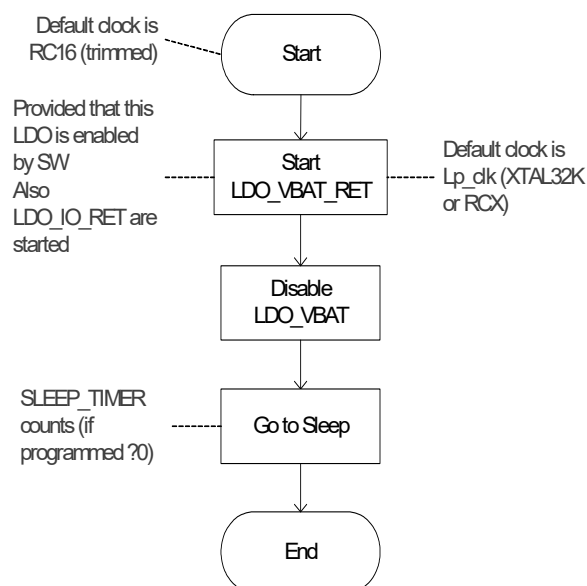 Default clock is
RC16 (trimmed)
Start
Provided that this
LDO is enabled
by SW
Also
LDO_IO_RET are
started
Start
LDO_VBAT_RET
Default clock is
Lp_clk (XTAL32K
or RCX)
Disable
LDO_VBAT
SLEEP_TIMER
counts (if
programmed ?0)
Go to Sleep
End